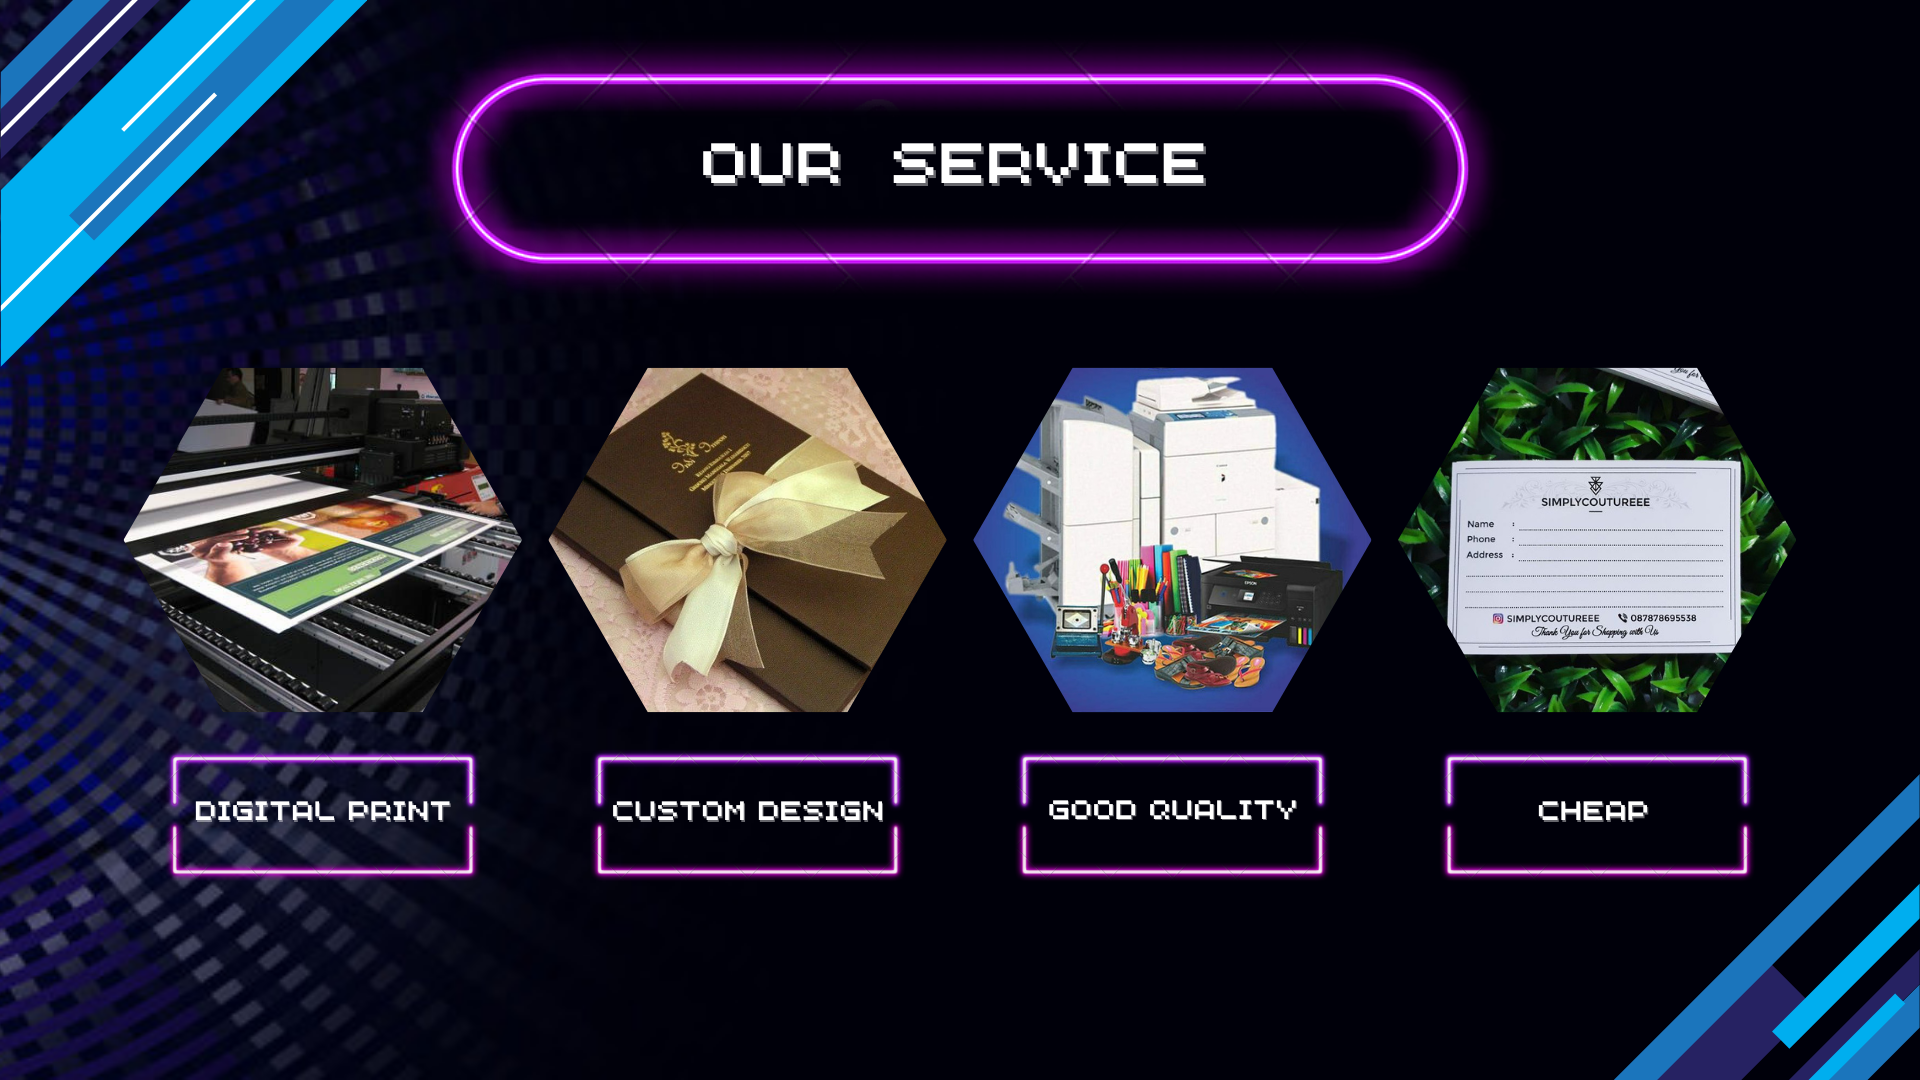 OUR SERVICE
SIMPLYCOUTUREEE
Name :
Phone :
Address :
SIMPLYCOUTUREEE 087878695538
Thank You for Shopping with Us
EPSON
DIGITAL PRINT
CUSTOM DESIGN
GOOD QUALITY
CHEAP